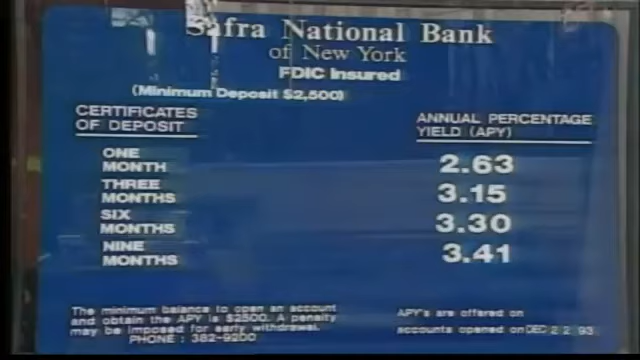 Safra National Bank
of New York
FDIC Insured
(Minimum Deposit $2,500)
CERTIFICATES
OF DEPOSIT
ANNUAL PERCENTAGE
YIELD (APY)
ONE
MONTH
2.63
THREE
MONTHS
3.15
SIX
MONTHS
3.30
NINE
MONTHS
3.41
The minimum balance to open an account
and obtain the APY is $2500. A penalty
may be imposed for early withdrawal.
PHONE : 382-9200
APY's are offered on
accounts opened on DEC 22 93